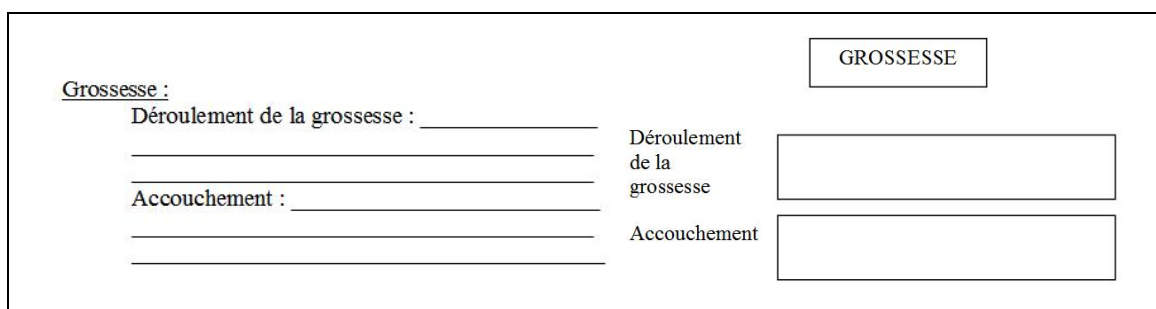 Grossesse :
Déroulement de la grossesse :
Accouchement :
GROSSESSE
Déroulement
de la
grossesse
Accouchement